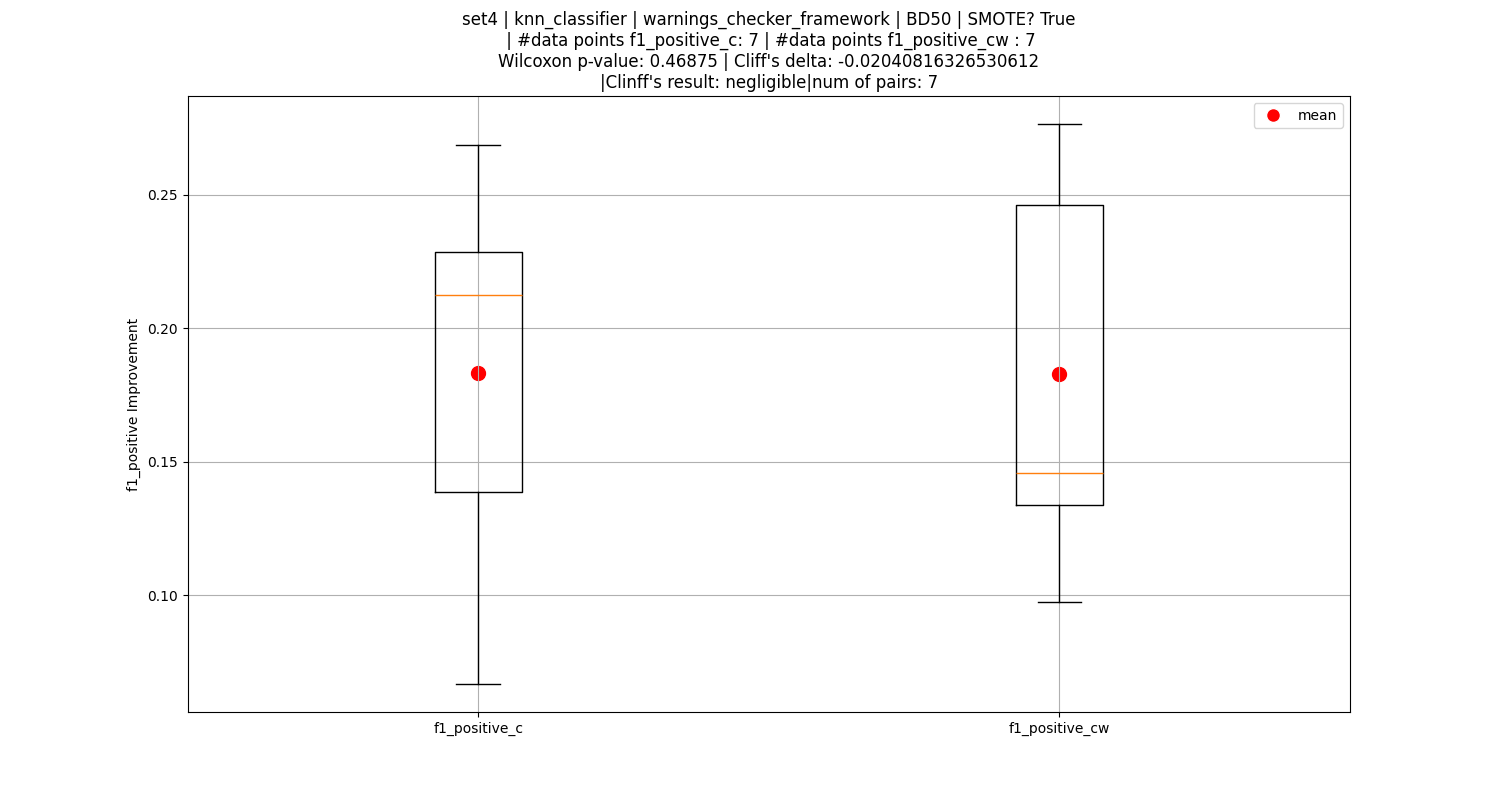 set4 | knn_classifier | warnings_checker_framework | BD50 | SMOTE? True
| #data points f1_positive_c: 7 | #data points f1_positive_cw : 7
Wilcoxon p-value: 0.46875 | Cliff's delta: -0.02040816326530612
|Clinff's result: negligible|num of pairs: 7
mean
f1_positive Improvement
0.25
0.20
0.15
0.10
f1_positive_c
f1_positive_cw